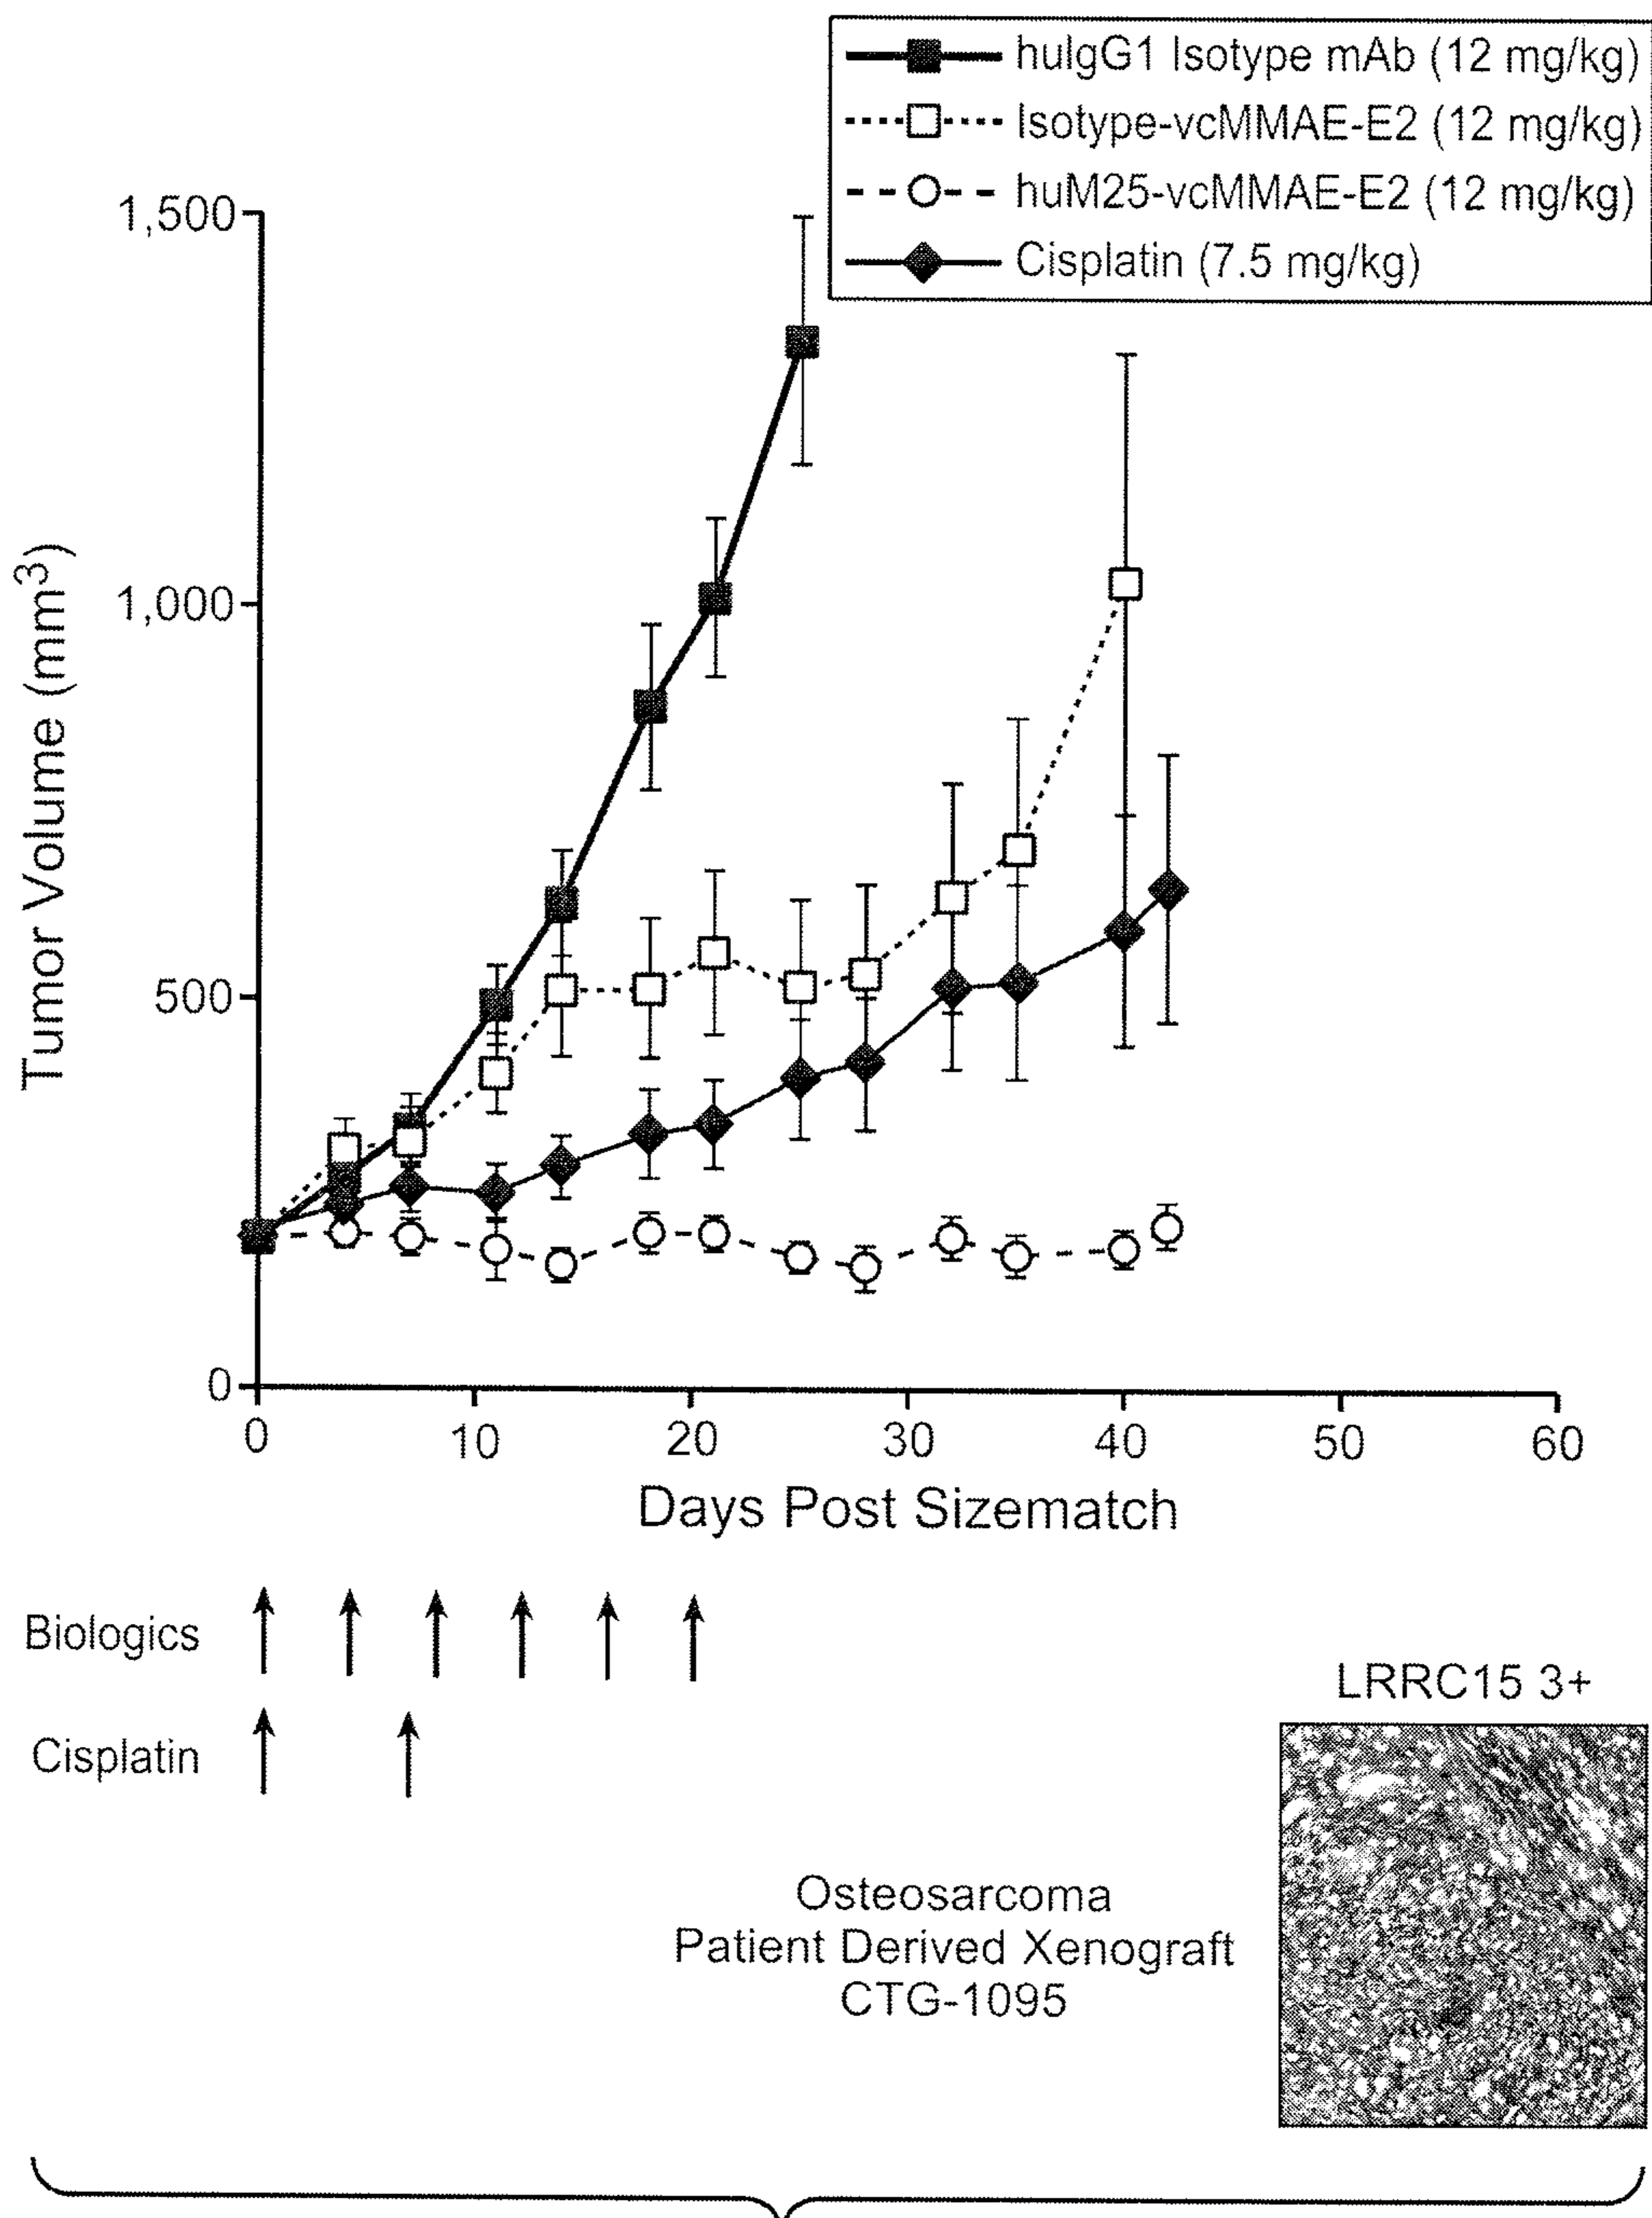 huIgG1 Isotype mAb (12 mg/kg)
Isotype-vcMMAE-E2 (12 mg/kg)
huM25-vcMMAE-E2 (12 mg/kg)
Cisplatin (7.5 mg/kg)
1,500
1,000
500
0
Tumor Volume (mm³)
0 10 20 30 40 50 60
Days Post Sizematch
Biologics
Cisplatin
LRRC15 3+
Osteosarcoma
Patient Derived Xenograft
CTG-1095